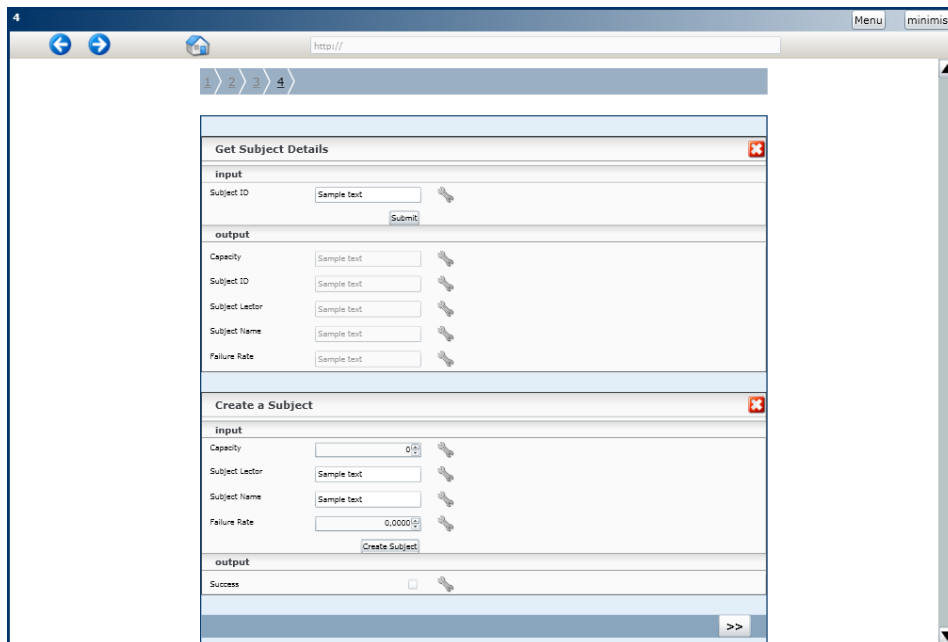 4 Menu minimis
http://
1 2 3 4
Get Subject Details
input
Subject ID Sample text
Submit
output
Capacity Sample text
Subject ID Sample text
Subject Lector Sample text
Subject Name Sample text
Failure Rate Sample text
Create a Subject
input
Capacity 0
Subject Lector Sample text
Subject Name Sample text
Failure Rate 0,0000
Create Subject
output
Success
>>